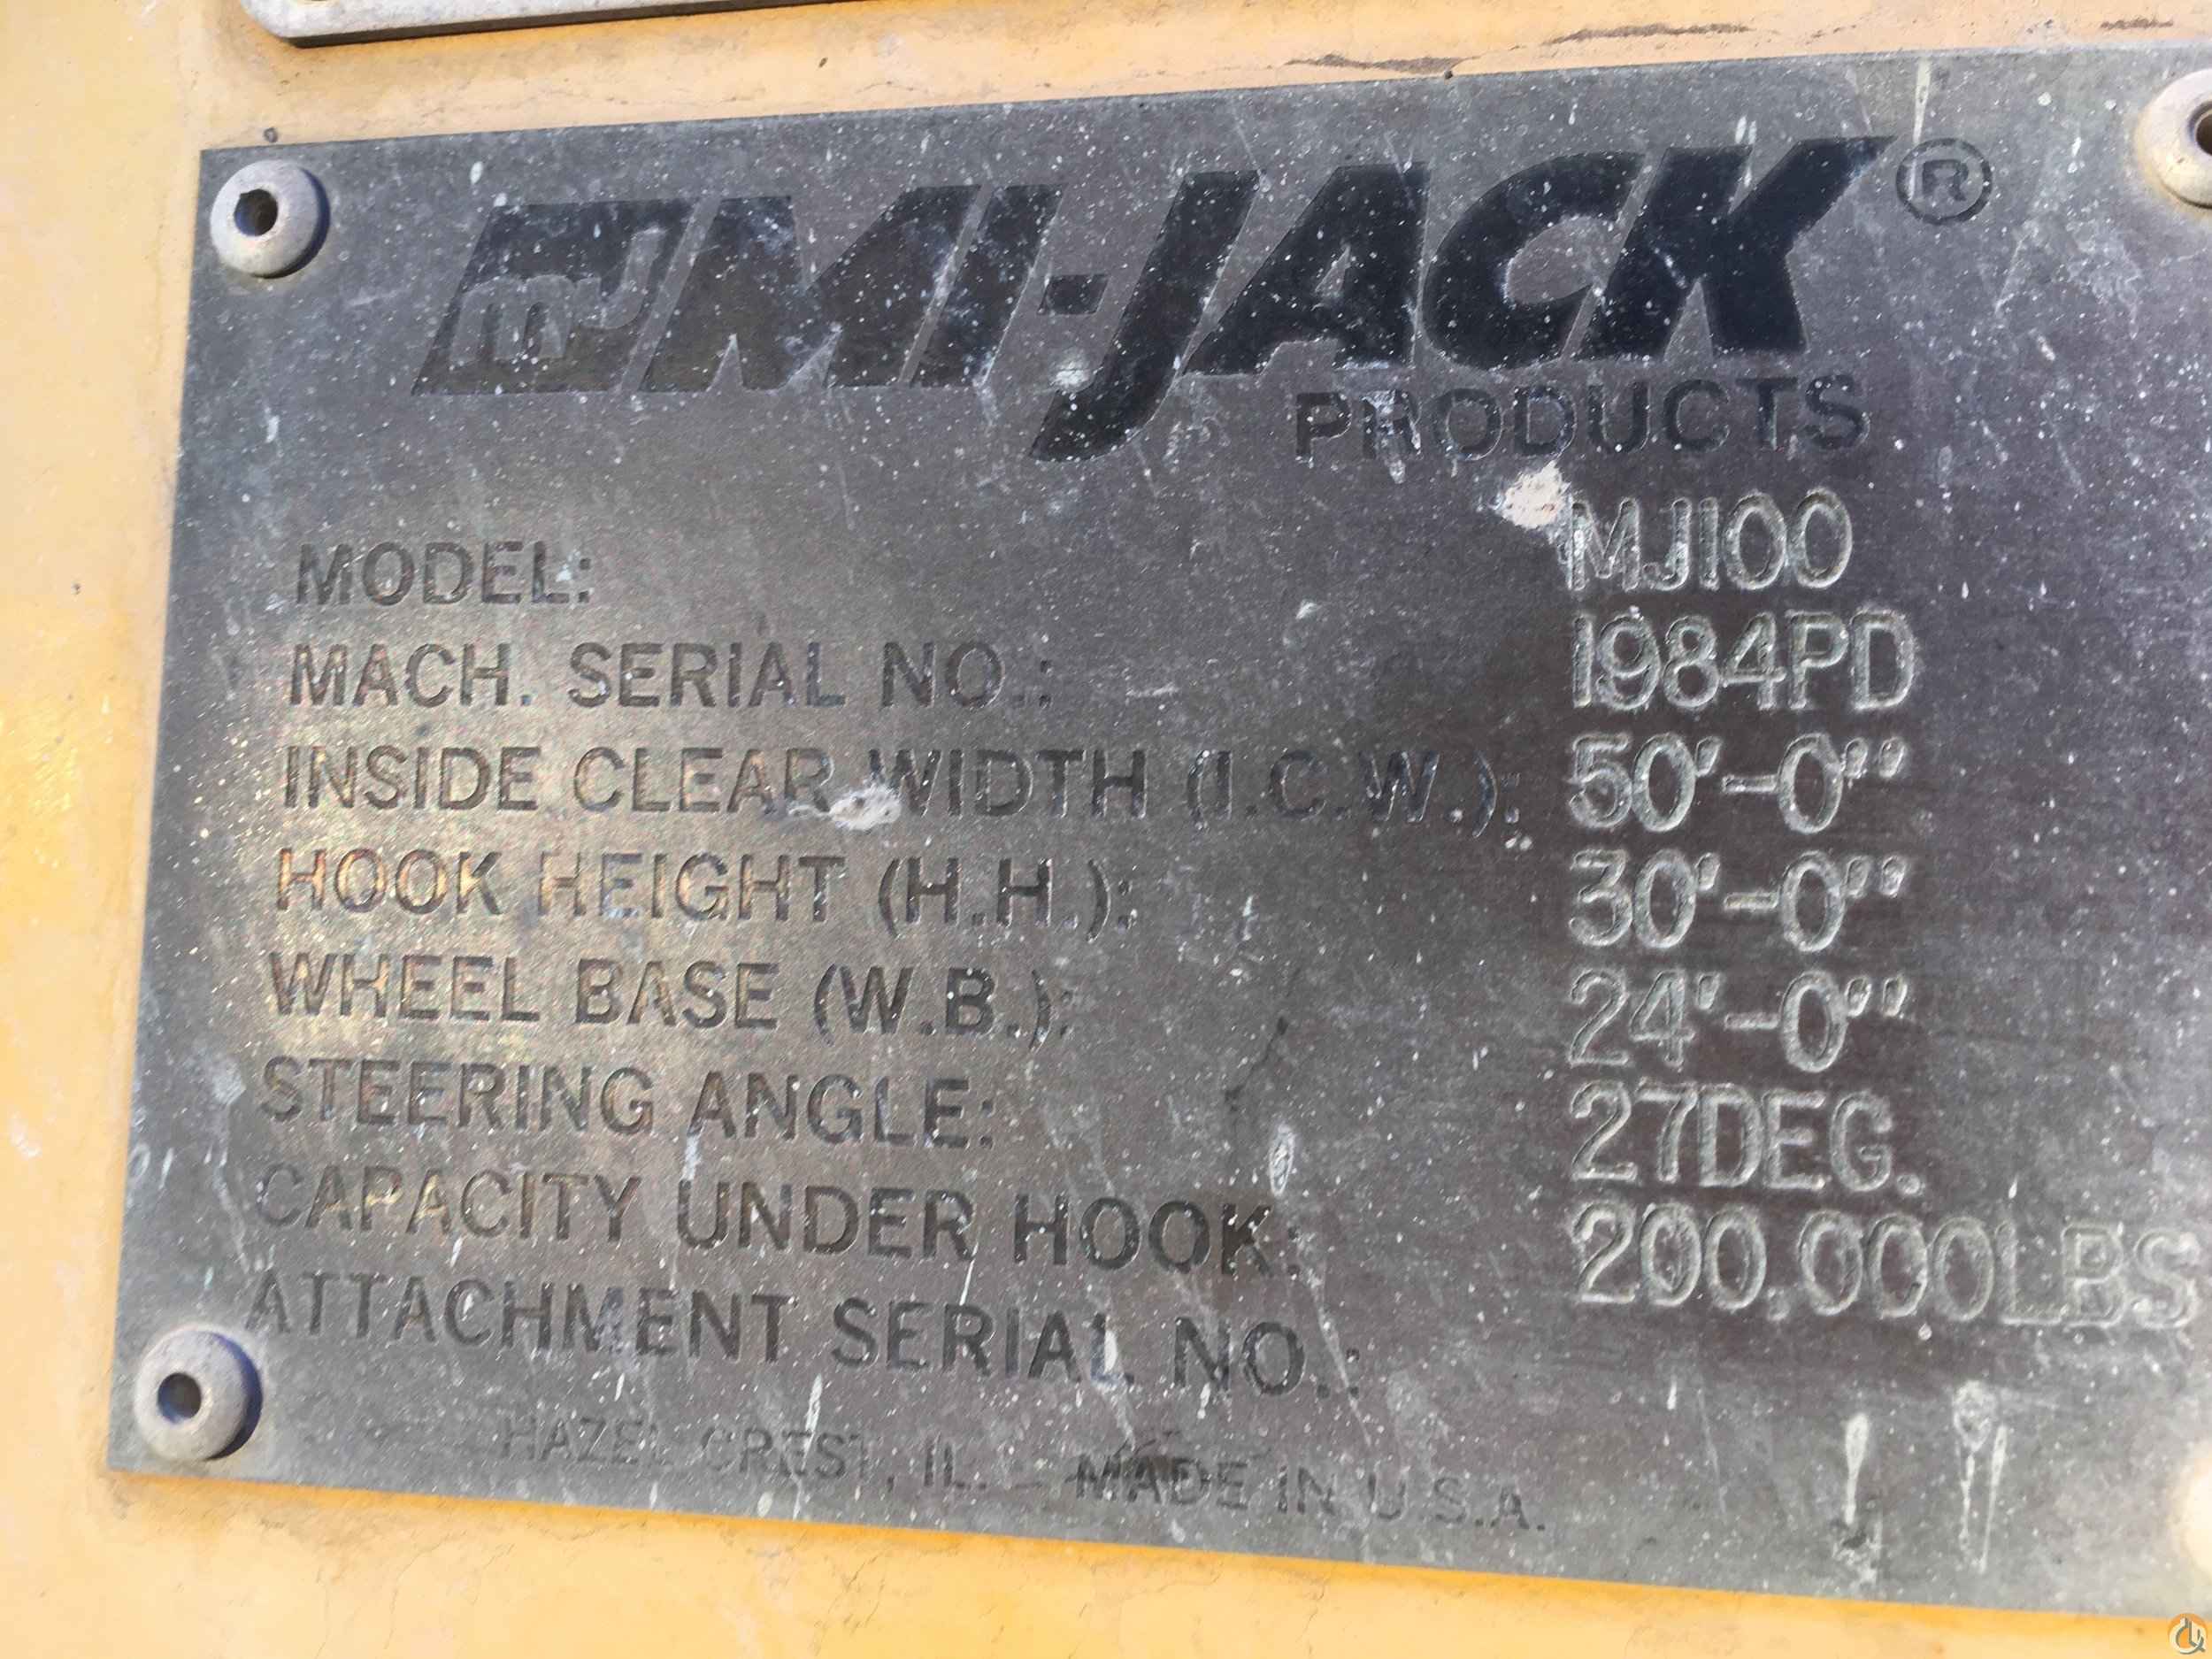 mj MI-JACK®
PRODUCTS
MODEL: MJ100
MACH. SERIAL NO.: 1984PD
INSIDE CLEAR WIDTH (I.C.W.): 50'-0"
HOOK HEIGHT (H.H.): 30'-0"
WHEEL BASE (W.B.): 24'-0"
STEERING ANGLE: 27DEG.
CAPACITY UNDER HOOK: 200,000LBS
ATTACHMENT SERIAL NO.:
HAZEL CREST, IL. - MADE IN U.S.A.